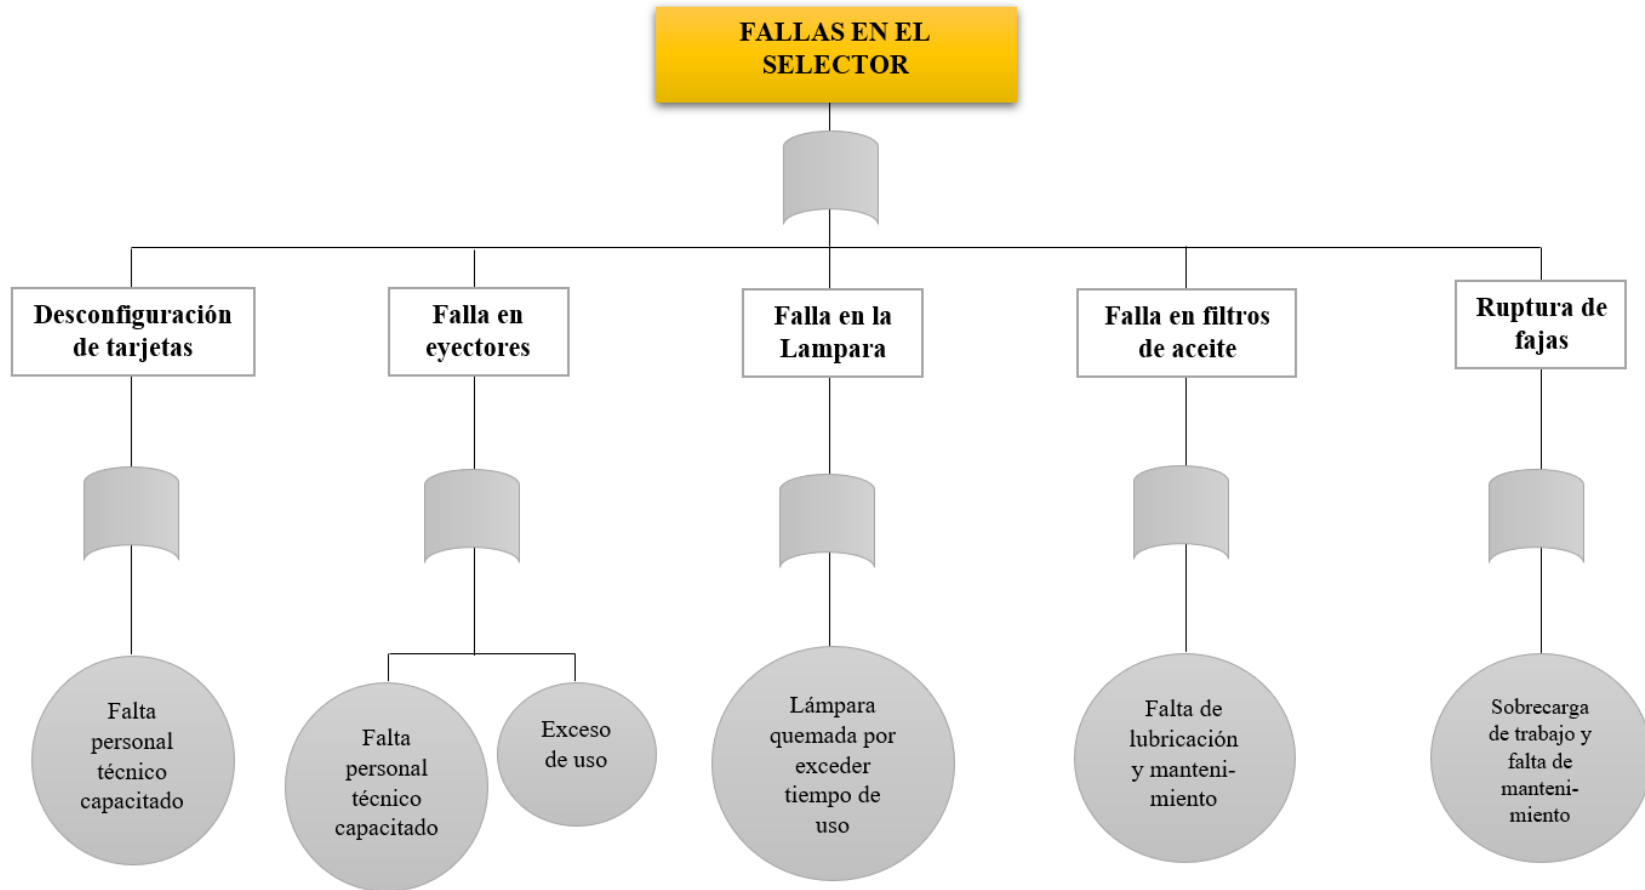 FALLAS EN EL
SELECTOR
Desconfiguración
de tarjetas
Falla en
eyectores
Falla en la
Lampara
Falla en filtros
de aceite
Ruptura de
fajas
Falta
personal
técnico
capacitado
Falta
personal
técnico
capacitado
Exceso
de uso
Lámpara
quemada por
exceder
tiempo de
uso
Falta de
lubricación
y manteni-
miento
Sobrecarga
de trabajo y
falta de
manteni-
miento